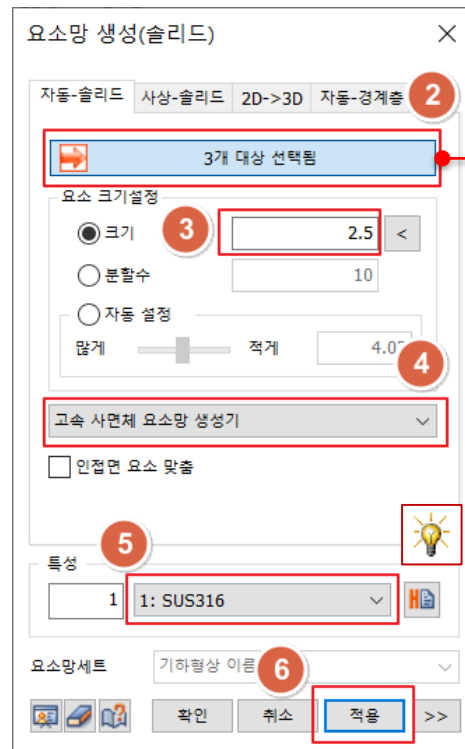 요소망 생성(솔리드)
자동-솔리드 사상-솔리드 2D->3D 자동-경계층 2
3개 대상 선택됨
요소 크기설정
크기 3 2.5 <
분할수 10
자동 설정
많게 적게 4.0
4
고속 사면체 요소망 생성기
인접면 요소 맞춤
5
특성
1 1: SUS316
요소망세트 기하형상 이름 6
확인 취소 적용 >>